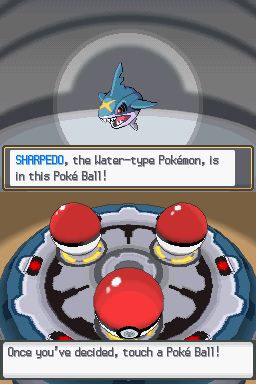 SHARPEDO, the Water-type Pokémon, is
in this Poké Ball!
Once you've decided, touch a Poké Ball!